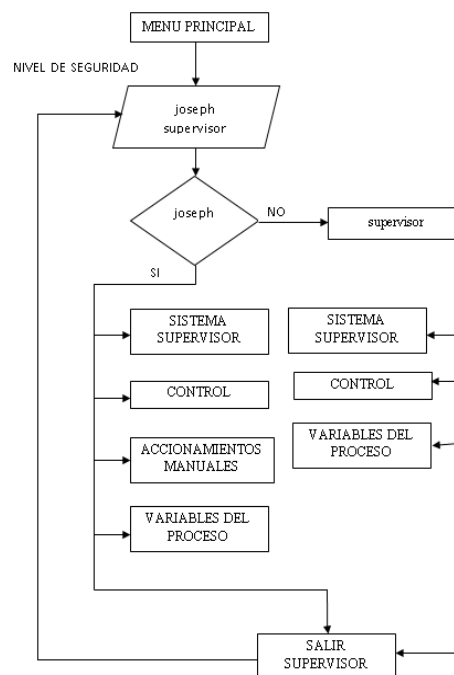 MENU PRINCIPAL
NIVEL DE SEGURIDAD
joseph
supervisor
joseph
NO
supervisor
SI
SISTEMA
SUPERVISOR
SISTEMA
SUPERVISOR
CONTROL
CONTROL
ACCIONAMIENTOS
MANUALES
VARIABLES DEL
PROCESO
VARIABLES DEL
PROCESO
SALIR
SUPERVISOR